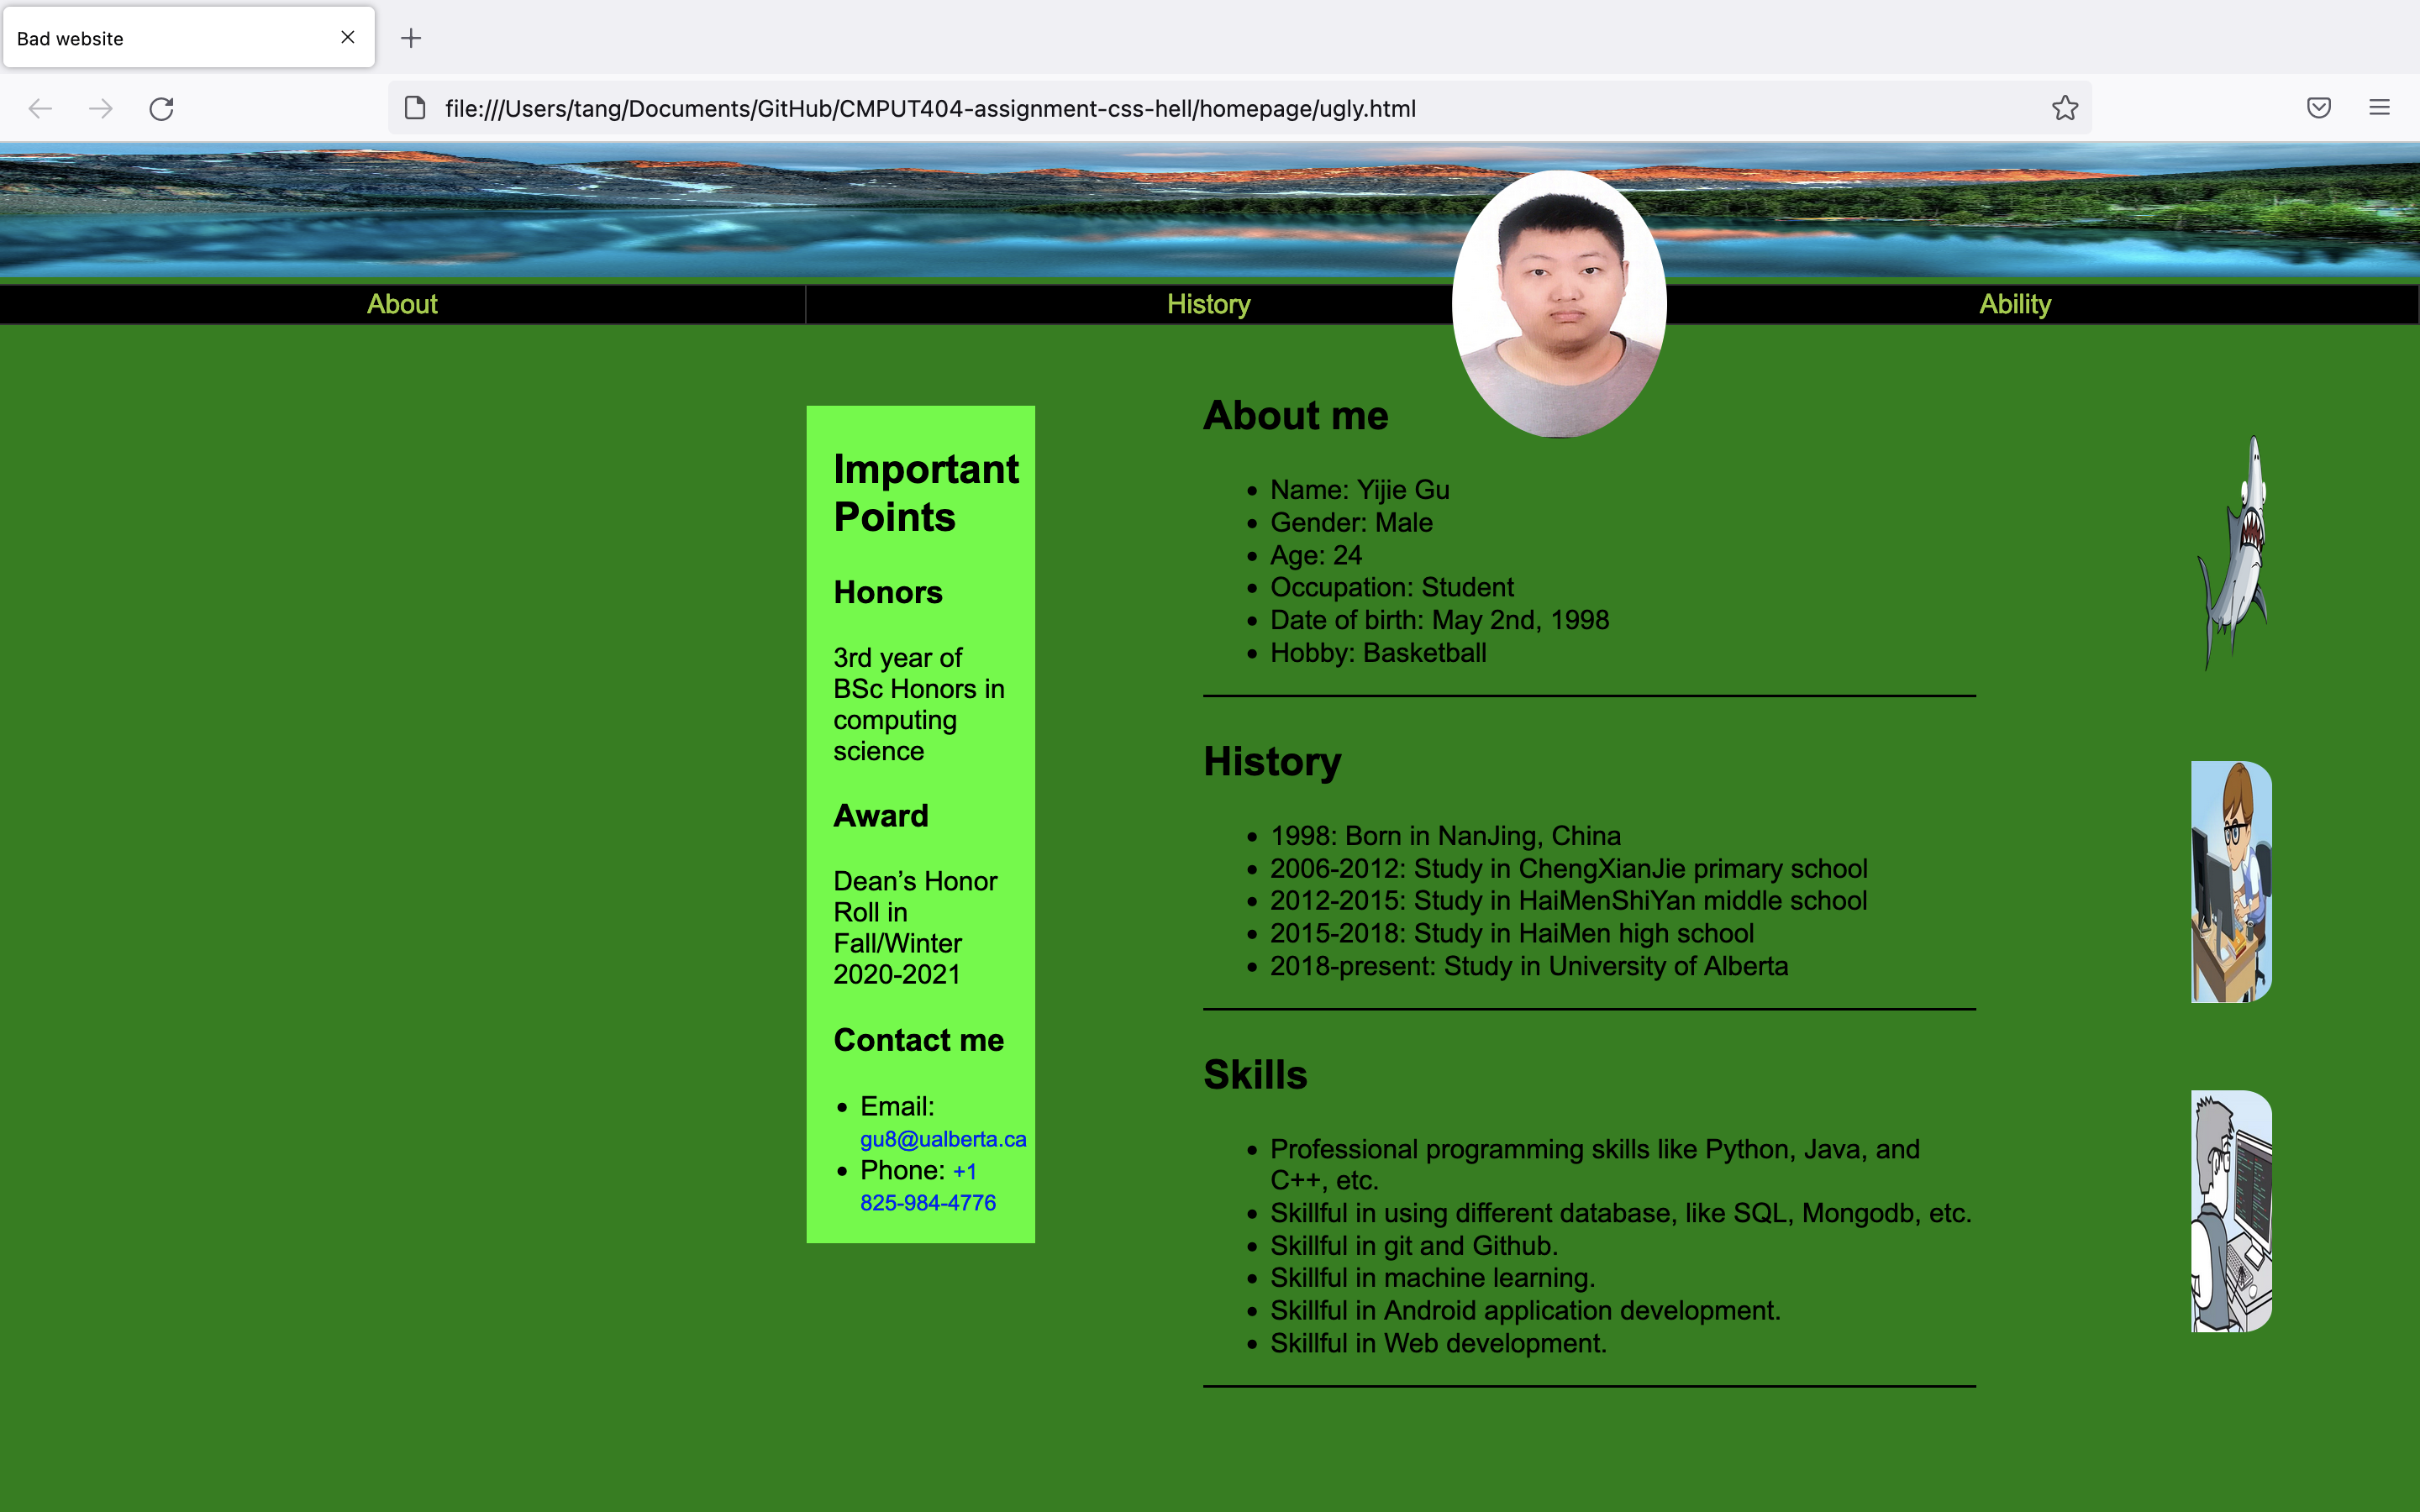 Bad website
file:///Users/tang/Documents/GitHub/CMPUT404-assignment-css-hell/homepage/ugly.html
About
History
Ability
Important
Points
Honors
3rd year of
BSc Honors in
computing
science
Award
Dean’s Honor
Roll in
Fall/Winter
2020-2021
Contact me
Email:
gu8@ualberta.ca
Phone: +1
825-984-4776
About me
Name: Yijie Gu
Gender: Male
Age: 24
Occupation: Student
Date of birth: May 2nd, 1998
Hobby: Basketball
History
1998: Born in NanJing, China
2006-2012: Study in ChengXianJie primary school
2012-2015: Study in HaiMenShiYan middle school
2015-2018: Study in HaiMen high school
2018-present: Study in University of Alberta
Skills
Professional programming skills like Python, Java, and
C++, etc.
Skillful in using different database, like SQL, Mongodb, etc.
Skillful in git and Github.
Skillful in machine learning.
Skillful in Android application development.
Skillful in Web development.